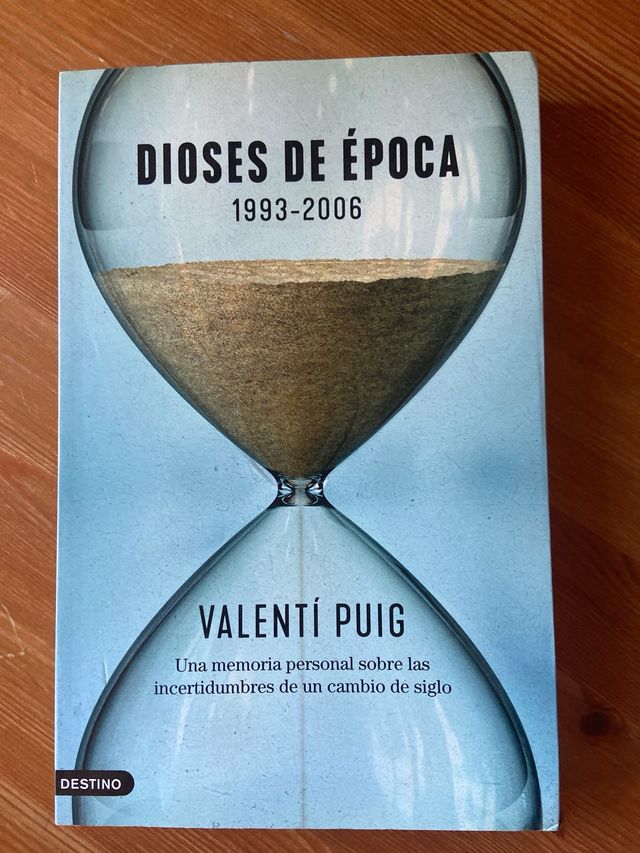 DIOSES DE ÉPOCA
1993-2006
VALENTÍ PUIG
Una memoria personal sobre las
incertidumbres de un cambio de siglo
DESTINO